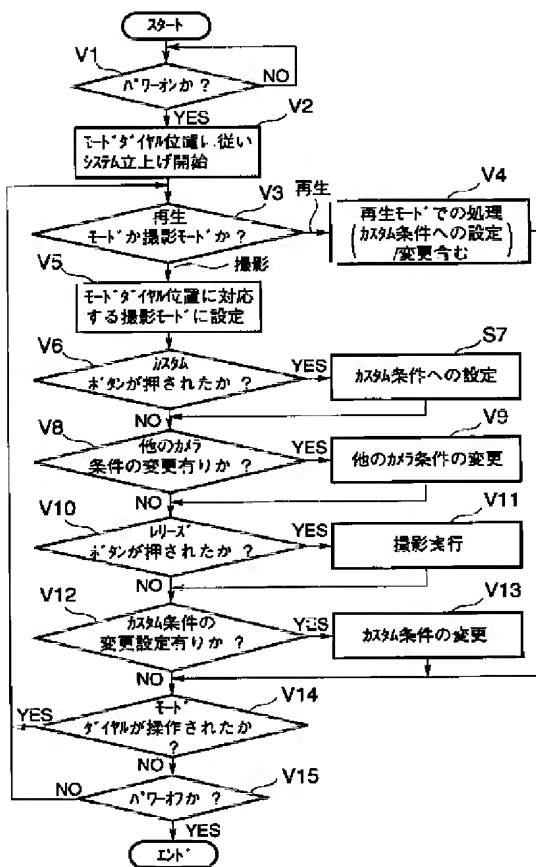 スタート
V1
パワーオンか？
NO
YES
V2
モードダイヤル位置に従い
システム立上げ開始
V3
再生
モードか撮影モードか？
再生
V4
再生モードでの処理
(カスタム条件への設定
/変更含む)
撮影
V5
モードダイヤル位置に対応
する撮影モードに設定
V6
カスタム
ボタンが押されたか？
YES
S7
カスタム条件への設定
NO
V8
他のカメラ
条件の変更有りか？
YES
V9
他のカメラ条件の変更
NO
V10
レリーズ
ボタンが押されたか？
YES
V11
撮影実行
NO
V12
カスタム条件の
変更設定有りか？
YES
V13
カスタム条件の変更
NO
V14
モード
ダイヤルが操作されたか
？
YES
NO
V15
パワーオフか？
NO
YES
エンド